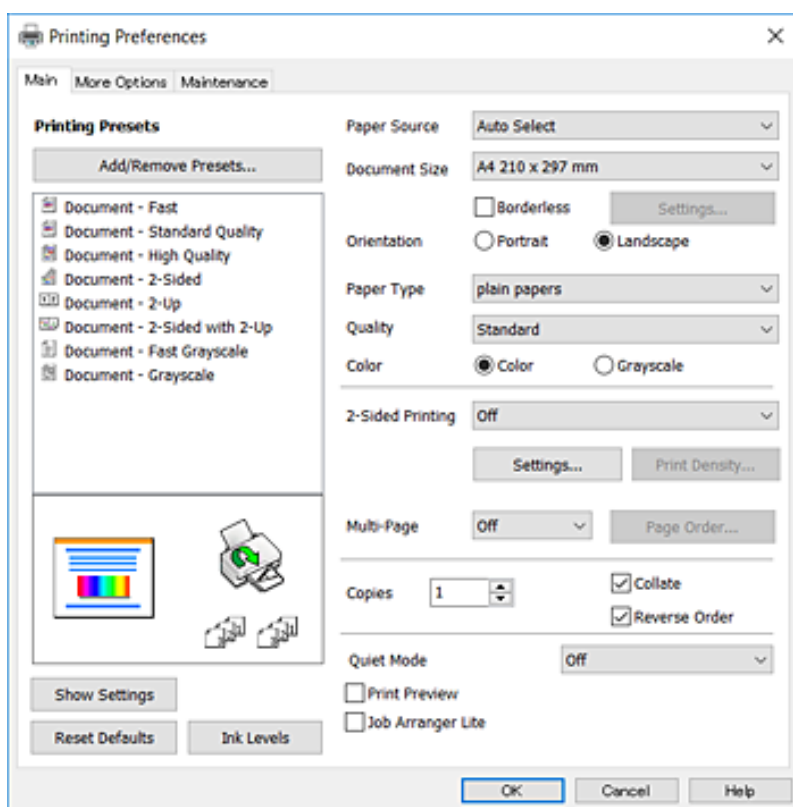 Printing Preferences
Main More Options Maintenance
Printing Presets
Add/Remove Presets...
Document - Fast
Document - Standard Quality
Document - High Quality
Document - 2-Sided
Document - 2-Up
Document - 2-Sided with 2-Up
Document - Fast Grayscale
Document - Grayscale
Show Settings
Reset Defaults Ink Levels
Paper Source Auto Select
Document Size A4 210 x 297 mm
Borderless Settings...
Orientation Portrait Landscape
Paper Type plain papers
Quality Standard
Color Color Grayscale
2-Sided Printing Off
Settings... Print Density...
Multi-Page Off Page Order...
Copies 1 Collate
Reverse Order
Quiet Mode Off
Print Preview
Job Arranger Lite
OK Cancel Help